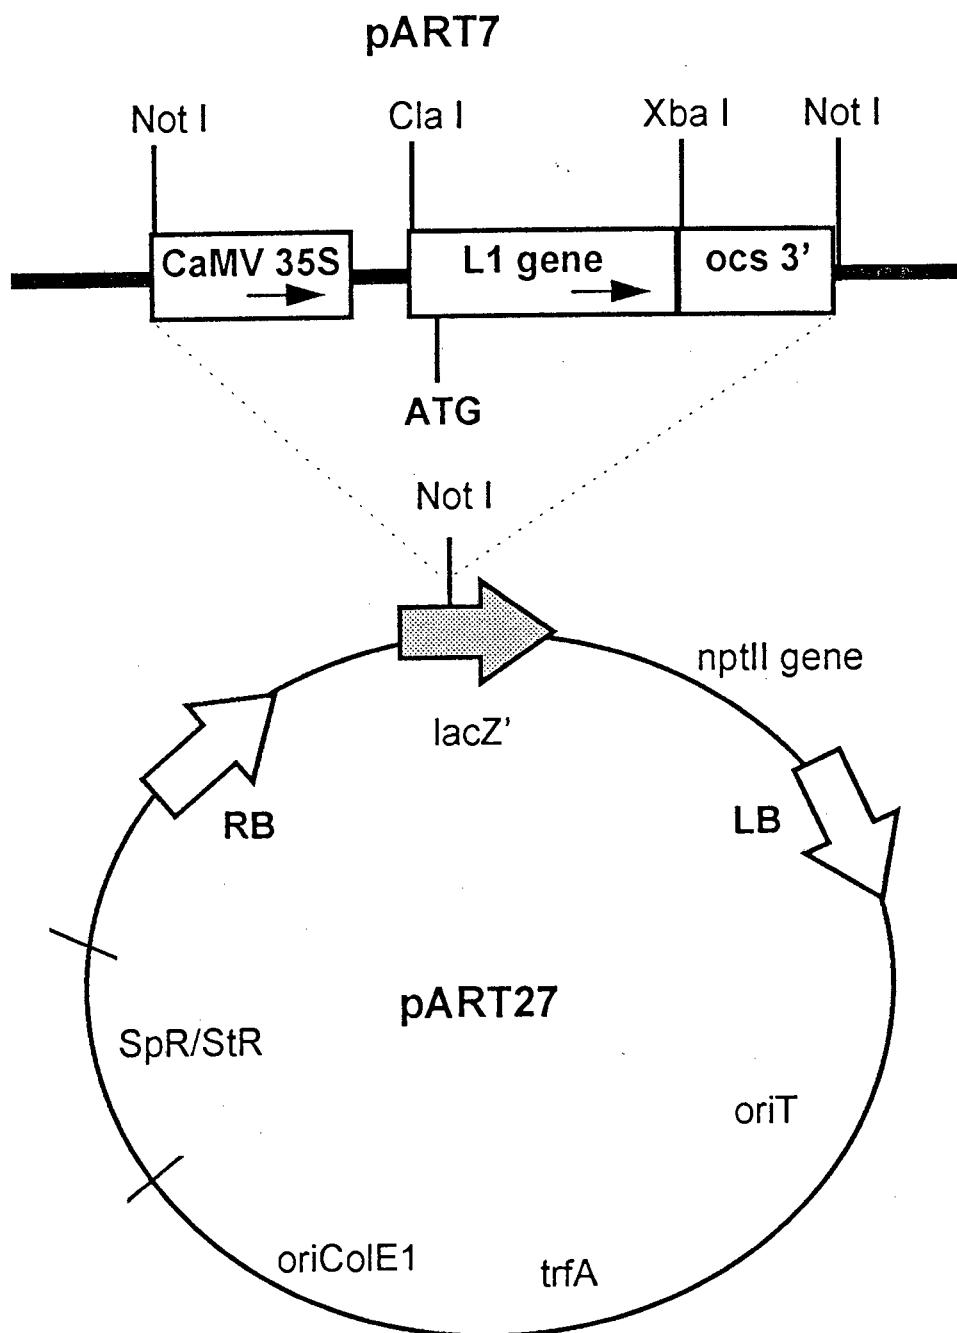 pART7
Not I Cla I Xba I Not I
CaMV 35S L1 gene ocs 3'
ATG
Not I
nptII gene
lacZ'
RB LB
pART27
SpR/StR
oriT
oriColE1 trfA